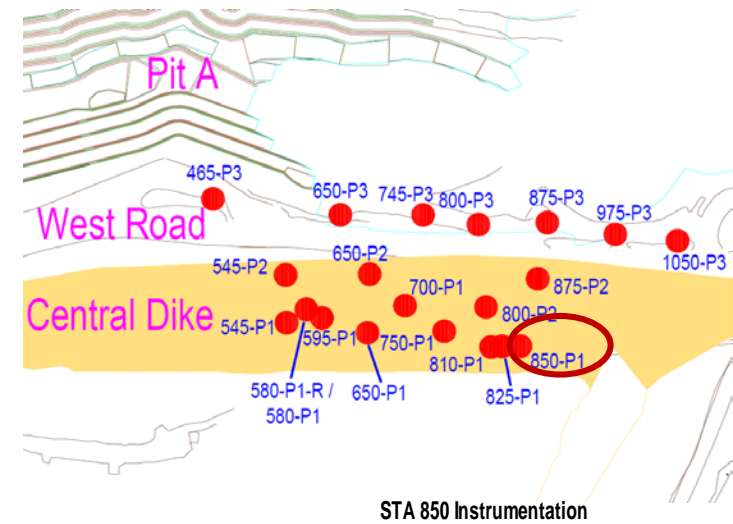 Pit A
465-P3
650-P3
745-P3
800-P3
875-P3
975-P3
1050-P3
West Road
545-P2
650-P2
875-P2
700-P1
800-P2
Central Dike
545-P1
595-P1
750-P1
810-P1
850-P1
580-P1-R /
580-P1
650-P1
825-P1
STA 850 Instrumentation